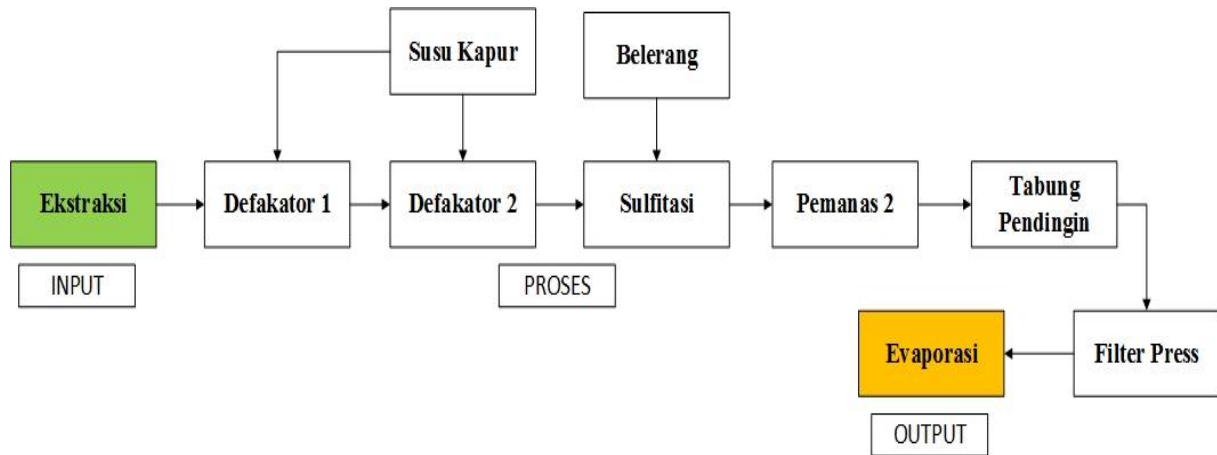 Susu Kapur
Belerang
Ekstraksi
Defakator 1
Defakator 2
Sulfitasi
Pemanas 2
Tabung
Pendingin
INPUT
PROSES
Evaporasi
Filter Press
OUTPUT